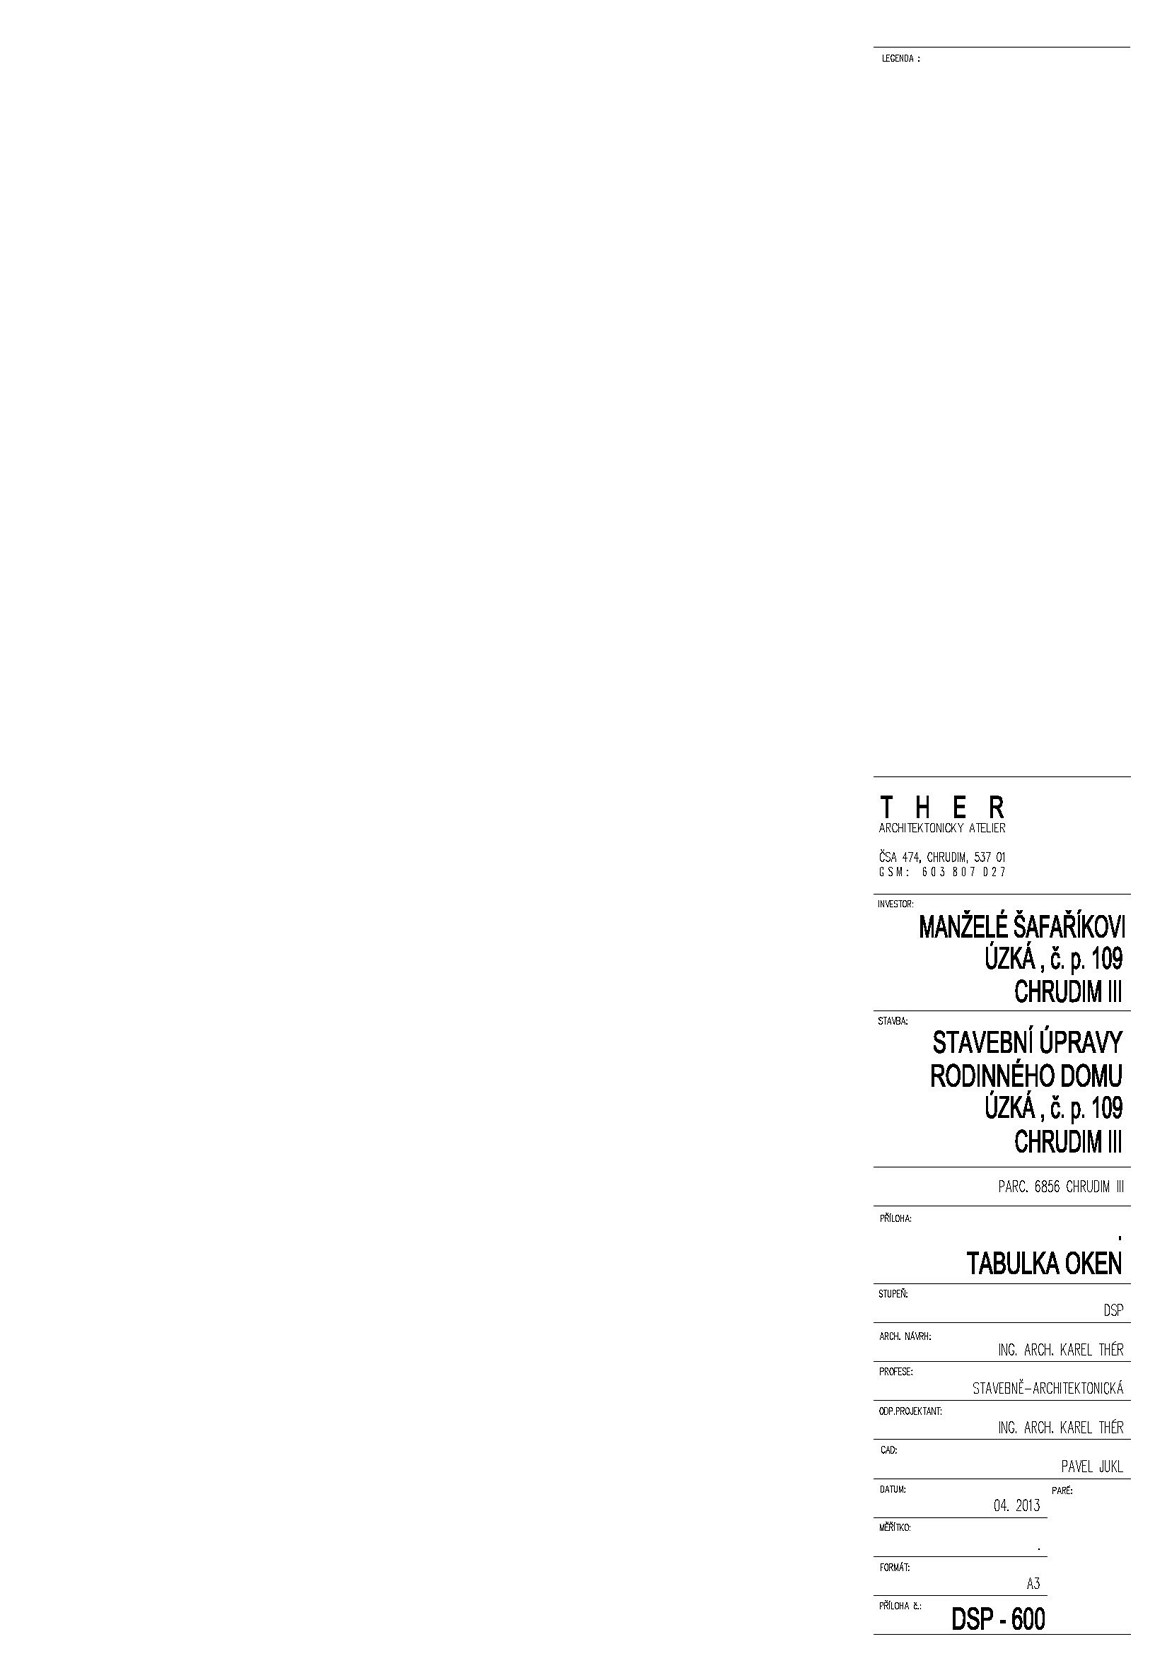 LEGENDA :
T H E R
ARCHITEKTONICKY ATELIER
ČSA 474, CHRUDIM, 537 01
GSM: 603 807 027
INVESTOR:
MANŽELÉ ŠAFAŘÍKOVI
ÚZKÁ , č. p. 109
CHRUDIM III
STAVBA:
STAVEBNÍ ÚPRAVY
RODINNÉHO DOMU
ÚZKÁ , č. p. 109
CHRUDIM III
PARC. 6856 CHRUDIM III
PŘÍLOHA:
.
TABULKA OKEN
STUPEŇ:
DSP
ARCH. NÁVRH:
ING. ARCH. KAREL THÉR
PROFESE:
STAVEBNĚ-ARCHITEKTONICKÁ
ODP.PROJEKTANT:
ING. ARCH. KAREL THÉR
CAD:
PAVEL JUKL
DATUM:
PARÉ:
04. 2013
MĚŘÍTKO:
.
FORMÁT:
A3
PŘÍLOHA č.:
DSP - 600